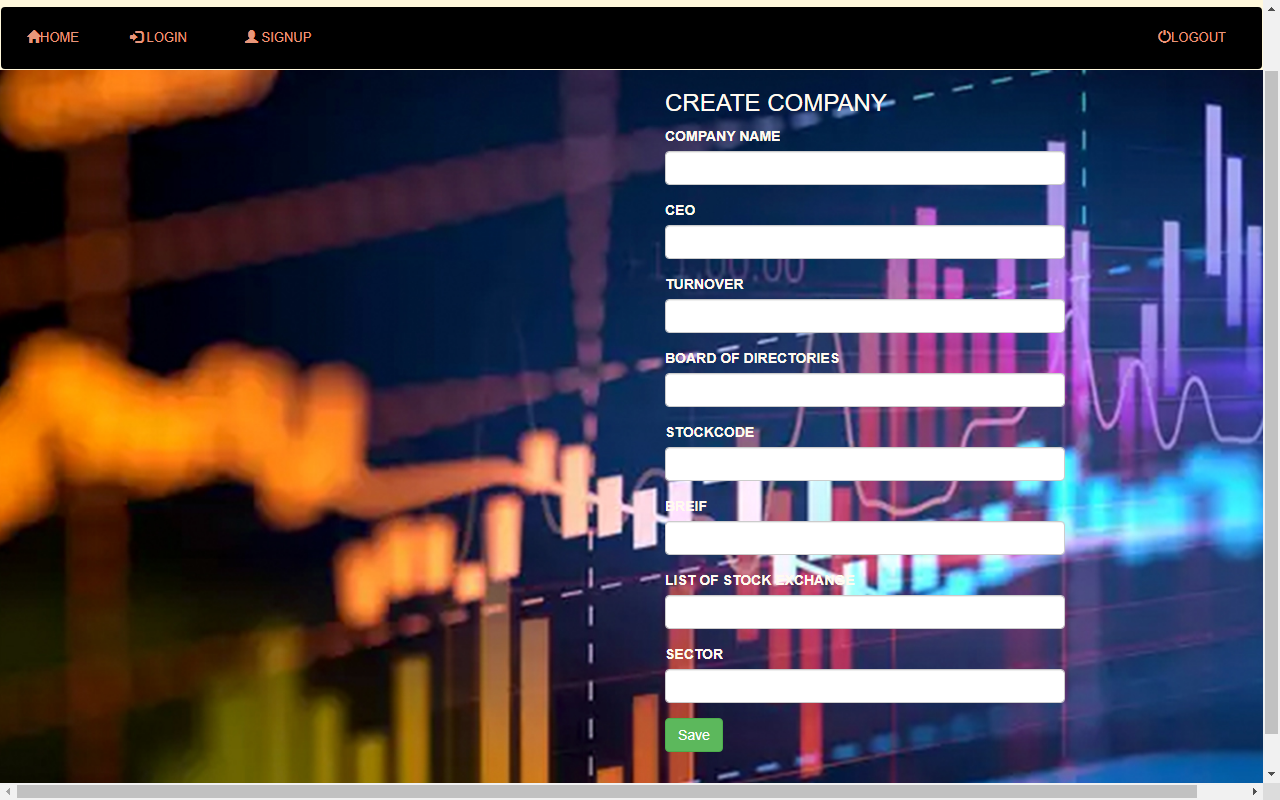 HOME LOGIN SIGNUP LOGOUT
CREATE COMPANY
COMPANY NAME
CEO
TURNOVER
BOARD OF DIRECTORIES
STOCKCODE
BREIF
LIST OF STOCK EXCHANGE
SECTOR
Save